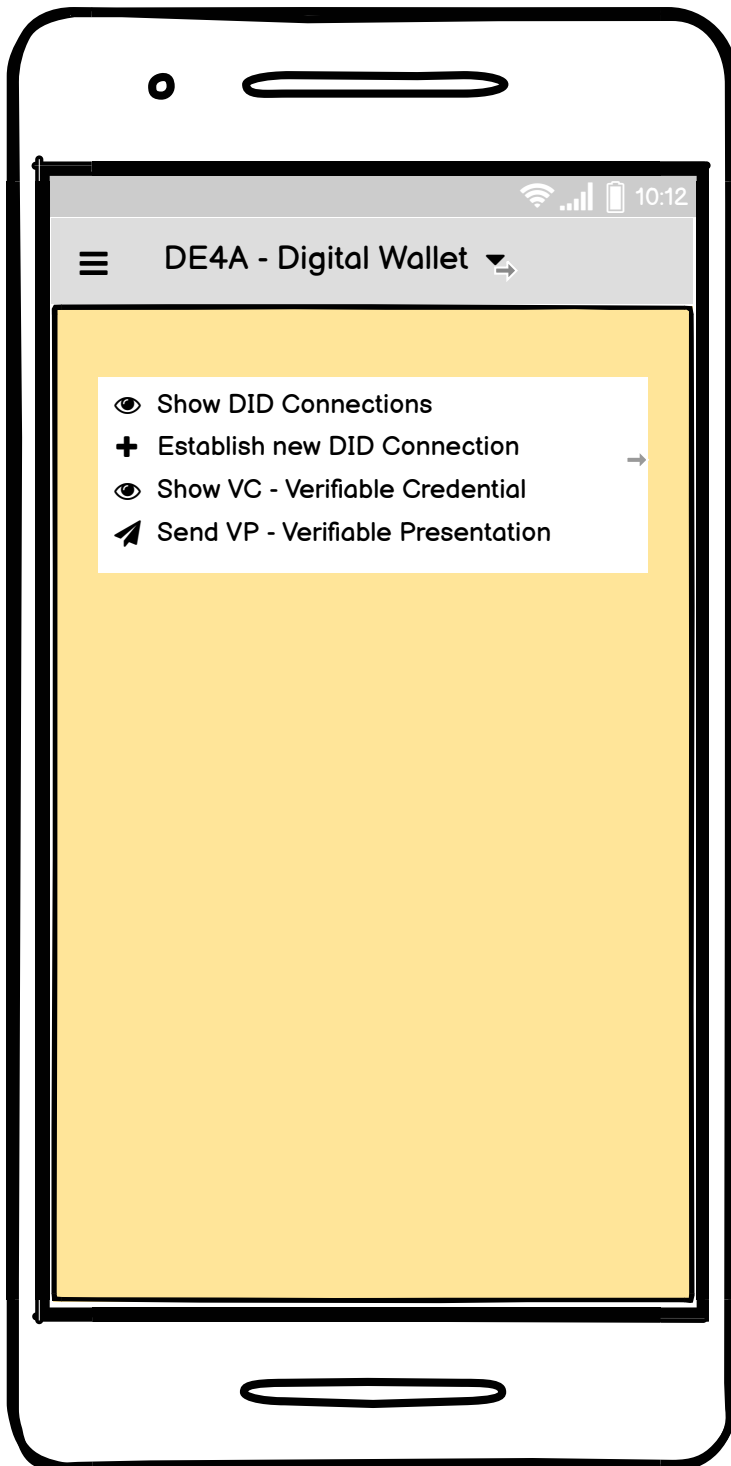 10:12
DE4A - Digital Wallet
Show DID Connections
Establish new DID Connection
Show VC - Verifiable Credential
Send VP - Verifiable Presentation